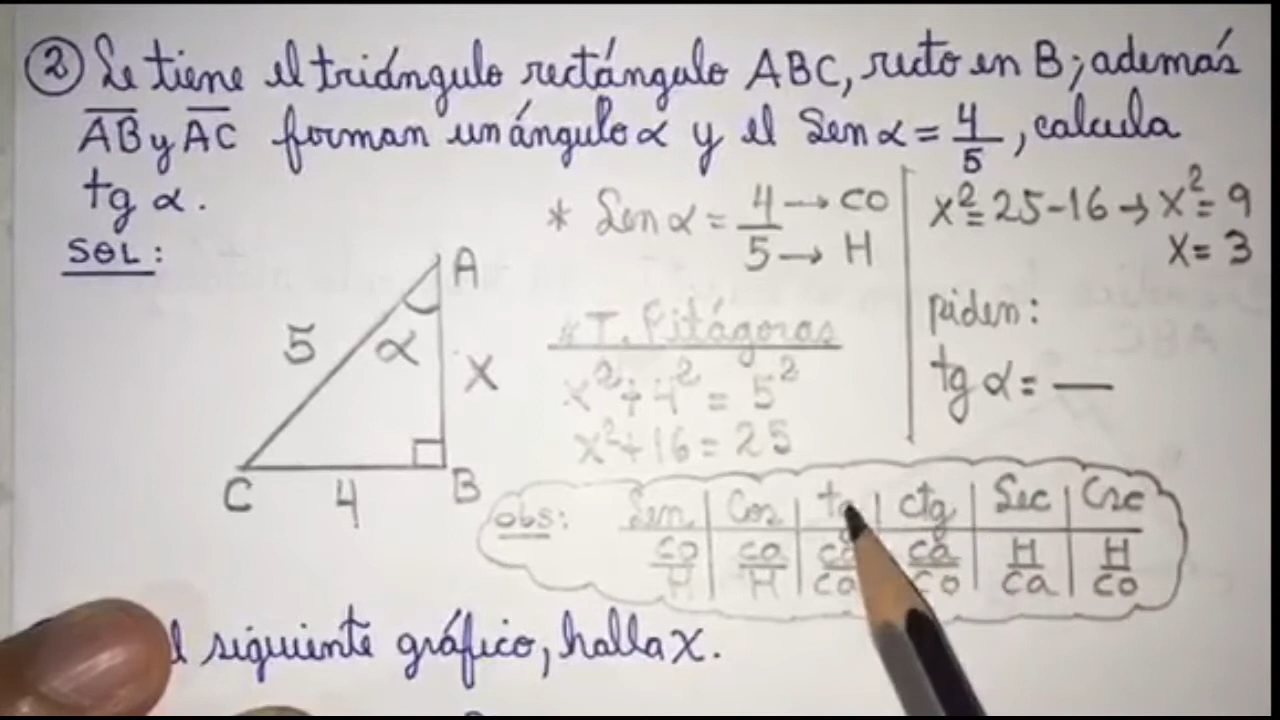 ② Se tiene el triángulo rectángulo ABC, recto en B; además
AB y AC forman un ángulo α y el Sen α = 4/5, calcula
tg α.
SOL:
A
5
α
x
C
4
B
* Sen α = 4/5 → CO
→ H
# T. Pitágoras
x² + 4² = 5²
x² + 16 = 25
x² = 25 - 16 → x² = 9
x = 3
piden:
tg α = —
obs: Sen | Cos | tg | ctg | Sec | Csc
co/H | ca/H | ca | ca/co | H/ca | H/co
siguiente gráfico, halla x.